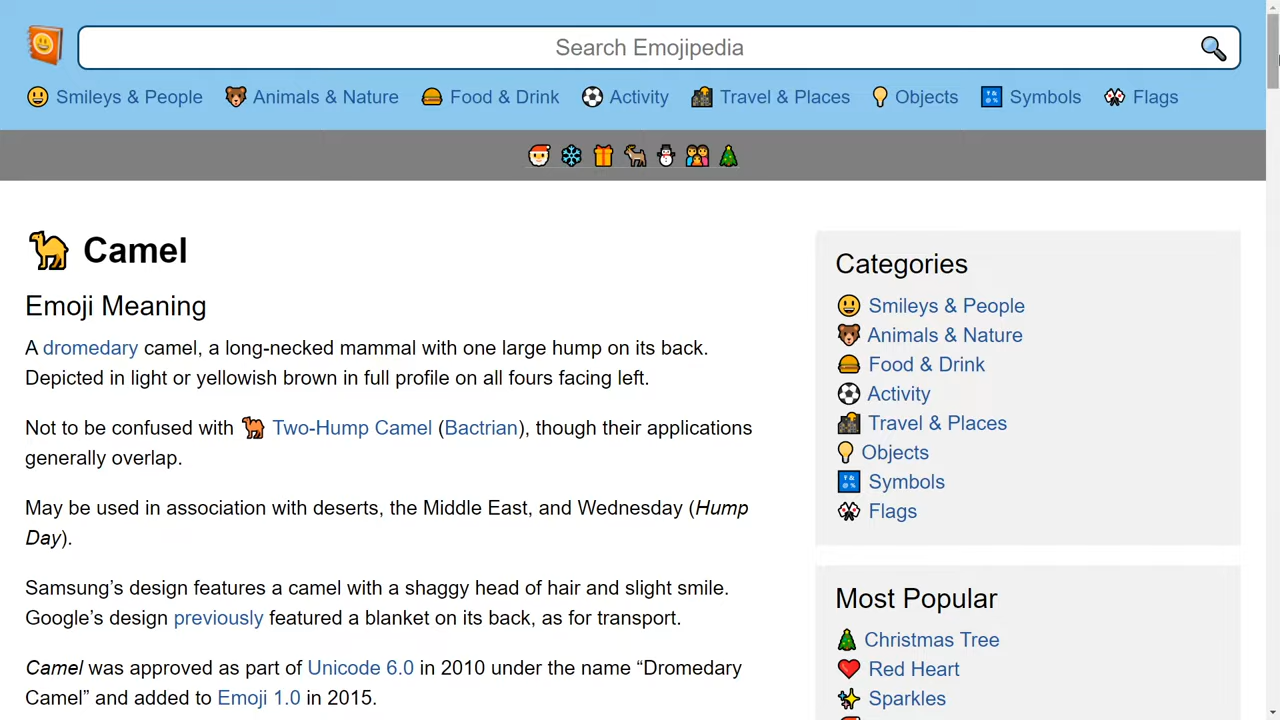 Search Emojipedia
Smileys & People Animals & Nature Food & Drink Activity Travel & Places Objects Symbols Flags
Camel
Emoji Meaning
A dromedary camel, a long-necked mammal with one large hump on its back.
Depicted in light or yellowish brown in full profile on all fours facing left.
Not to be confused with Two-Hump Camel (Bactrian), though their applications
generally overlap.
May be used in association with deserts, the Middle East, and Wednesday (Hump
Day).
Samsung’s design features a camel with a shaggy head of hair and slight smile.
Google’s design previously featured a blanket on its back, as for transport.
Camel was approved as part of Unicode 6.0 in 2010 under the name “Dromedary
Camel” and added to Emoji 1.0 in 2015.
Categories
Smileys & People
Animals & Nature
Food & Drink
Activity
Travel & Places
Objects
Symbols
Flags
Most Popular
Christmas Tree
Red Heart
Sparkles